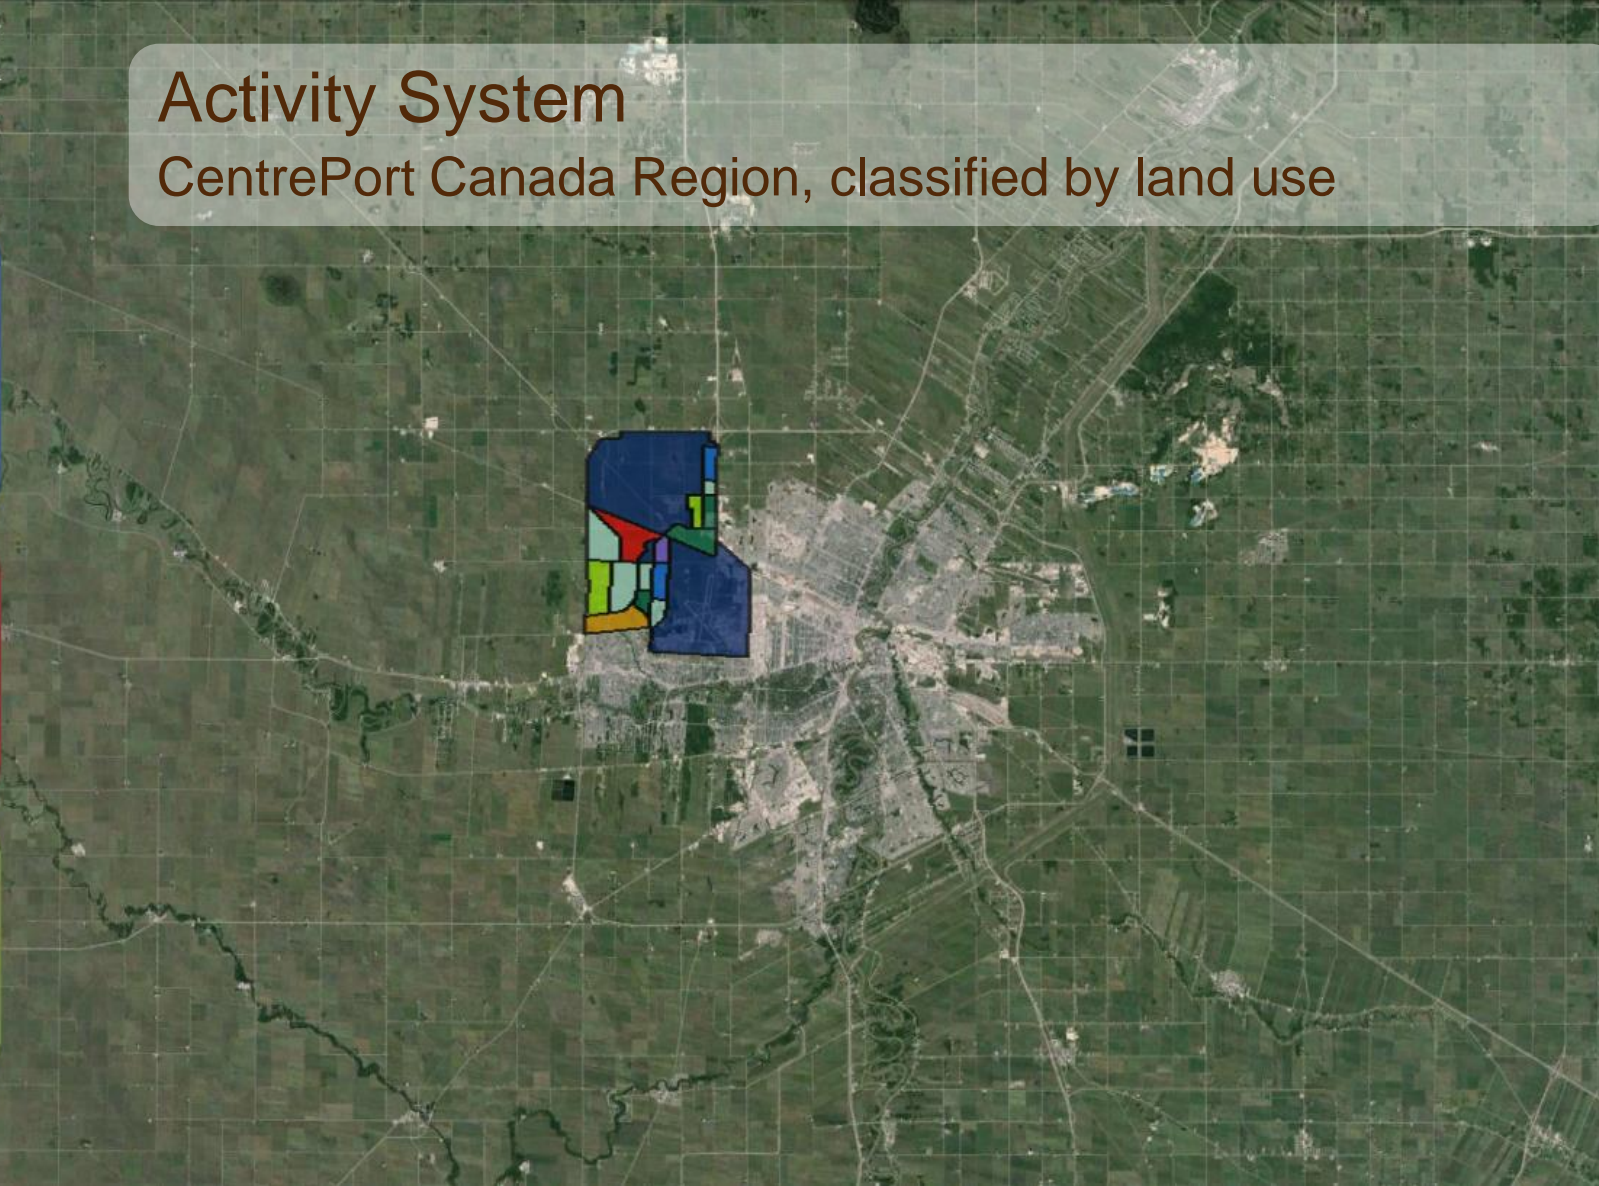 Activity System
CentrePort Canada Region, classified by land use